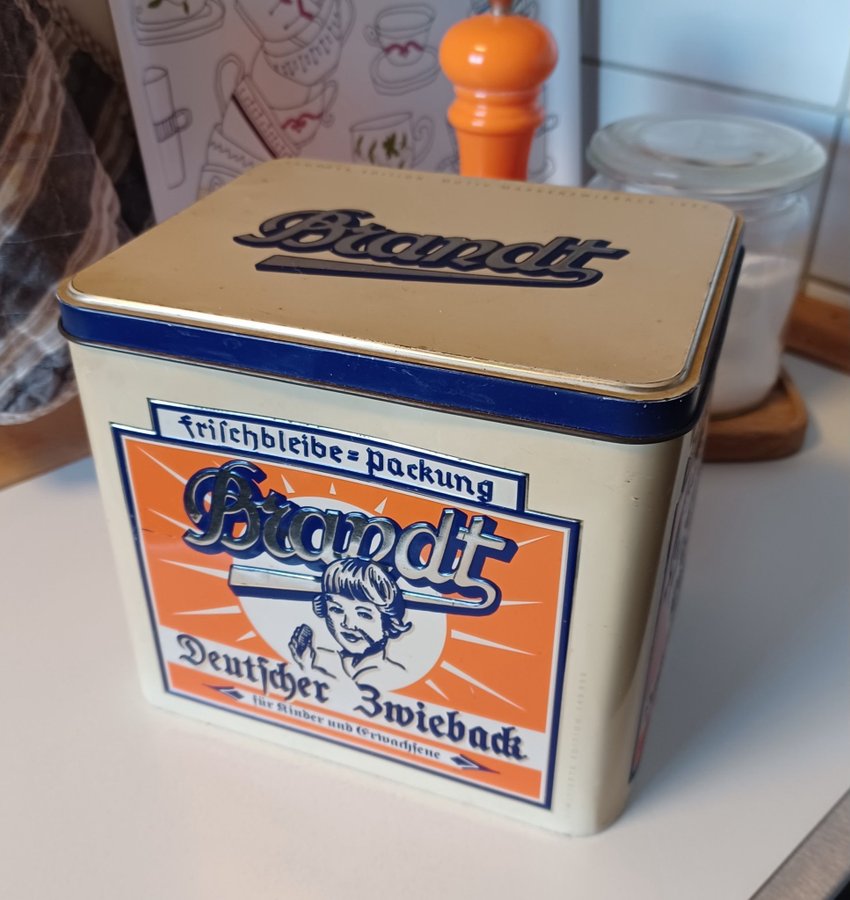 Brandt
Frischbleibe=Packung
Brandt
Deutscher Zwieback
für Kinder und Erwachsene